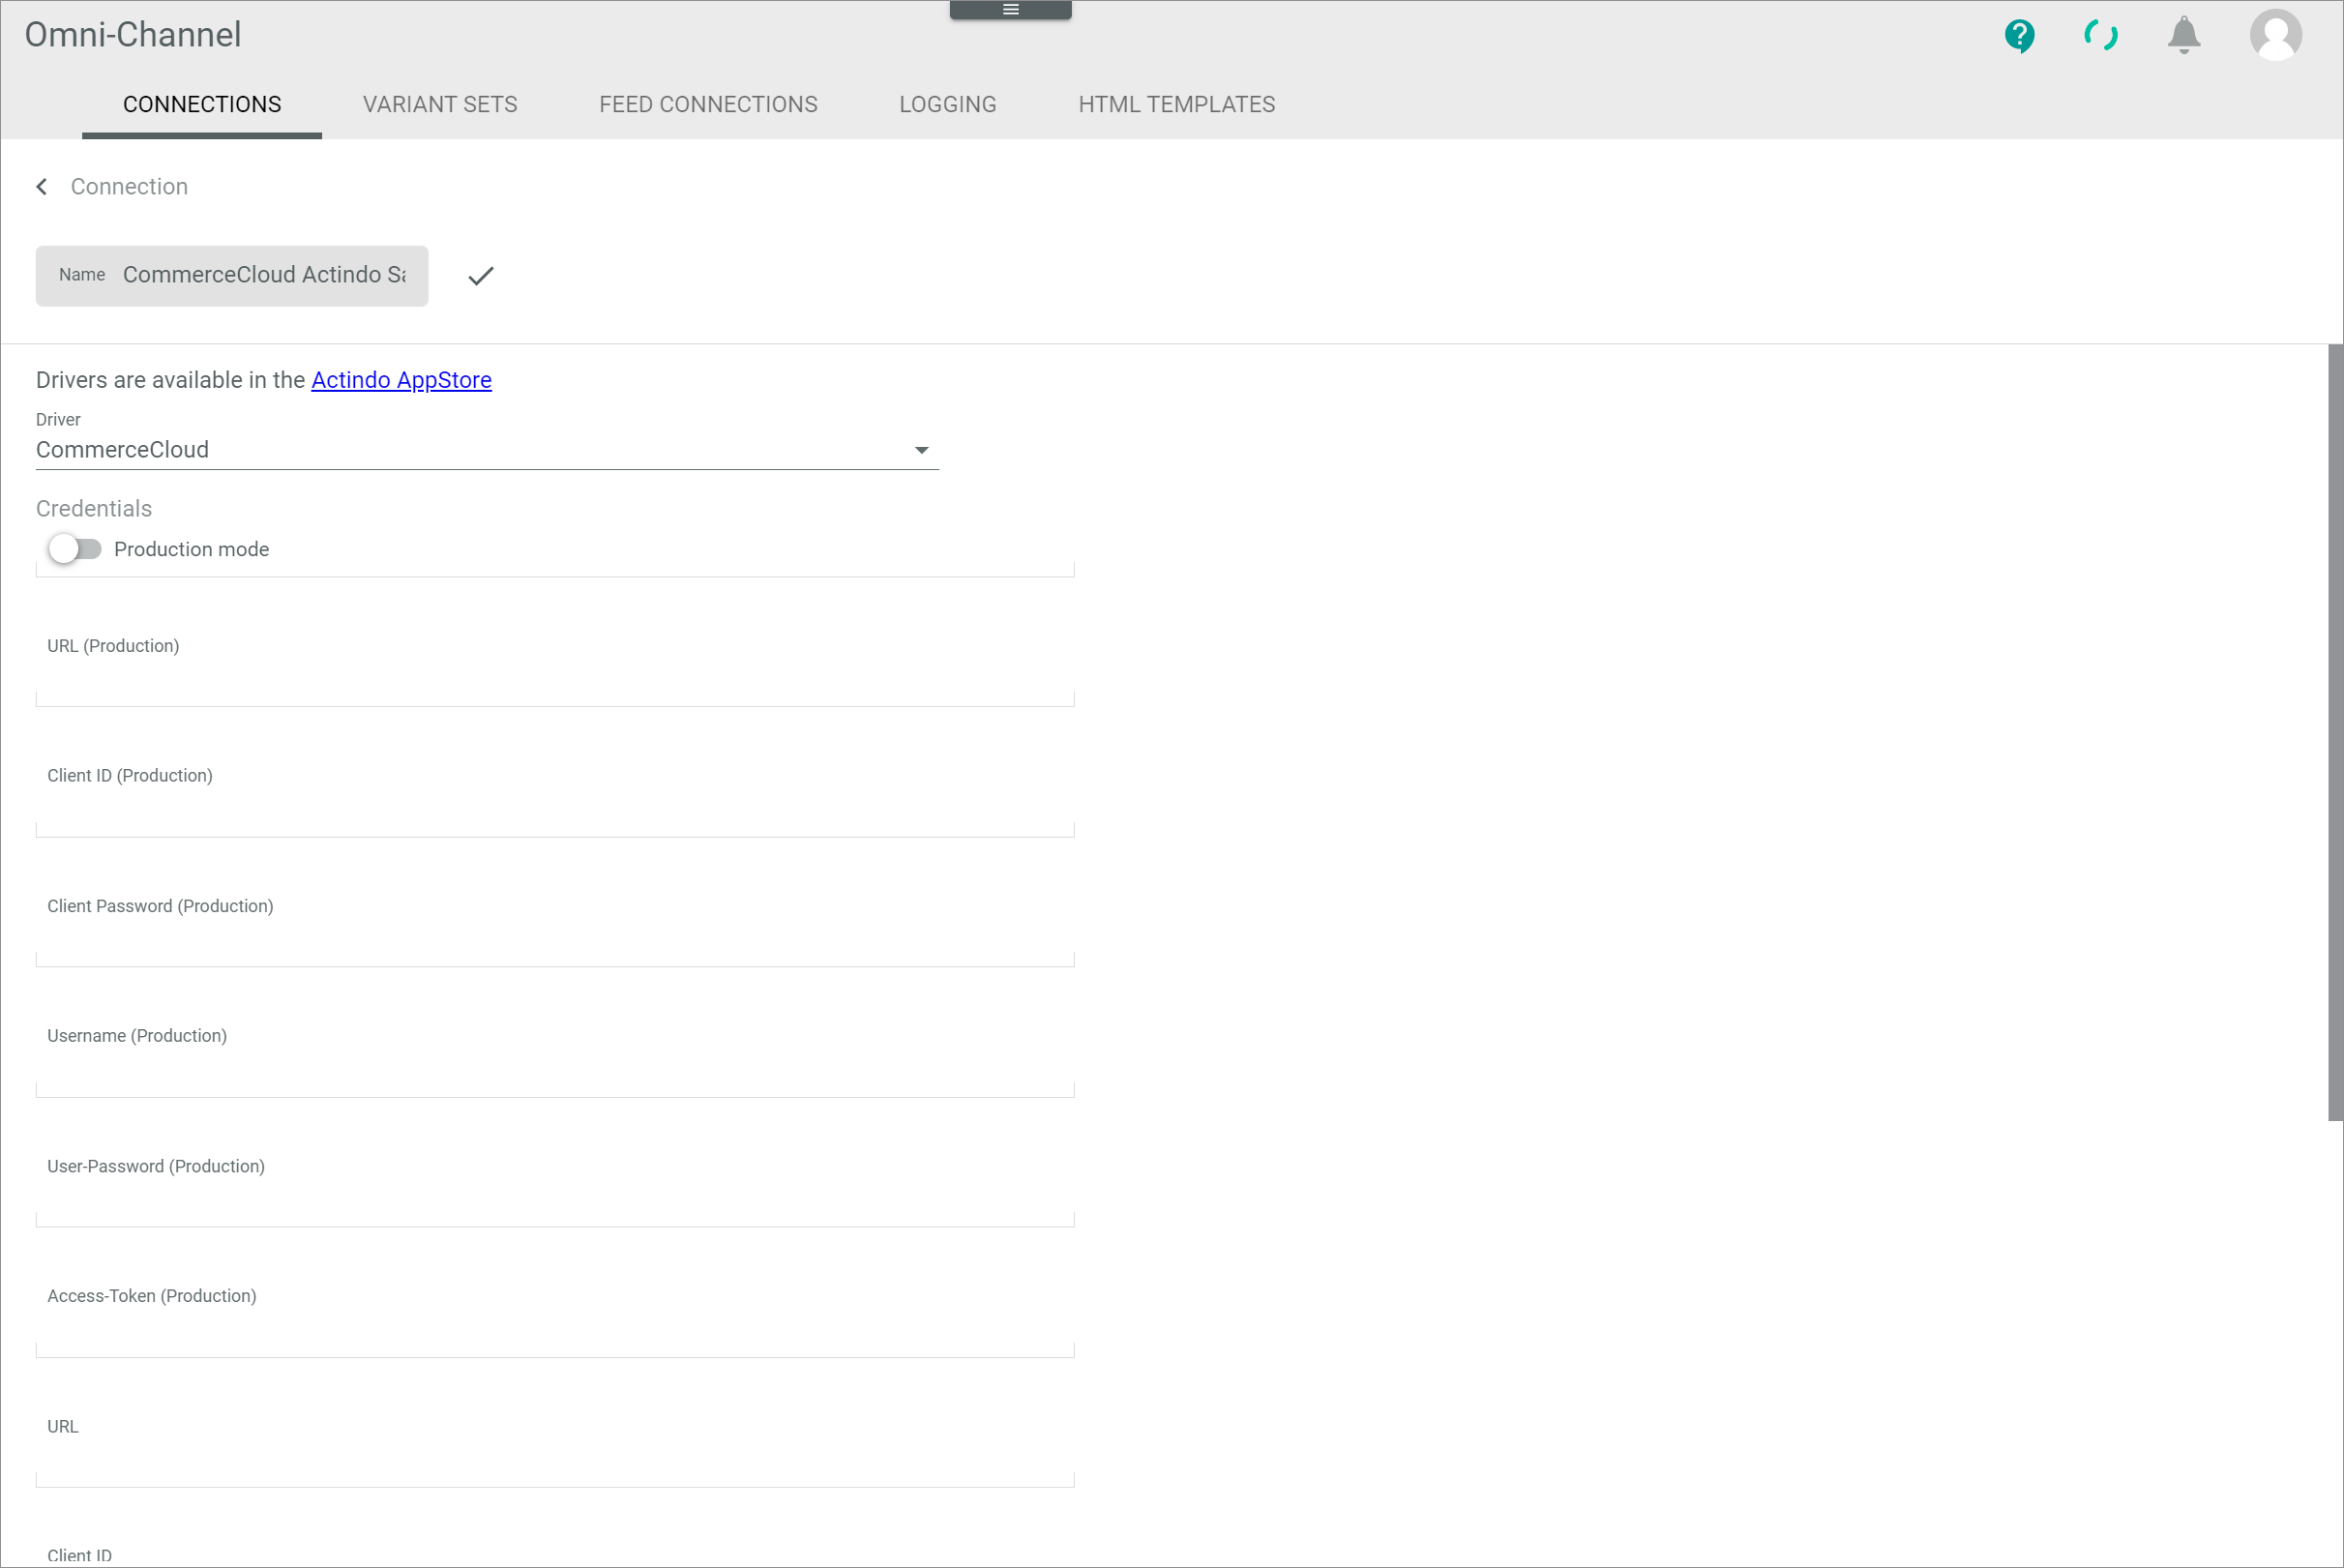 Omni-Channel
CONNECTIONS VARIANT SETS FEED CONNECTIONS LOGGING HTML TEMPLATES
Connection
Name CommerceCloud Actindo
Drivers are available in the Actindo AppStore
Driver
CommerceCloud
Credentials
Production mode
URL (Production)
Client ID (Production)
Client Password (Production)
Username (Production)
User-Password (Production)
Access-Token (Production)
URL
Client ID